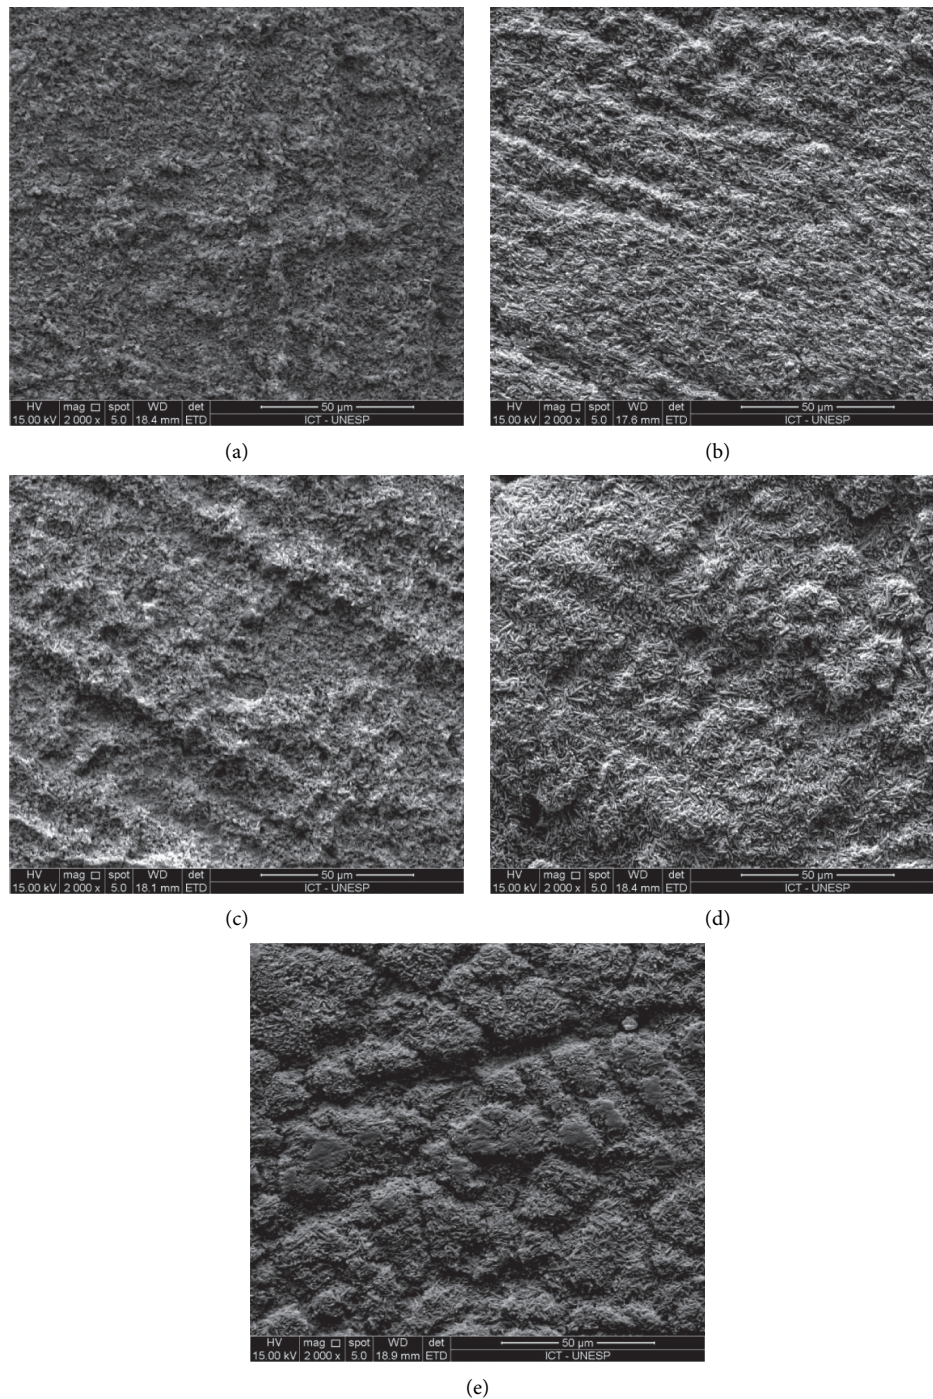 HV mag □ spot WD det 50 µm
15.00 kV 2 000 x 5.0 18.4 mm ETD ICT - UNESP
(a)
HV mag □ spot WD det 50 µm
15.00 kV 2 000 x 5.0 17.6 mm ETD ICT - UNESP
(b)
HV mag □ spot WD det 50 µm
15.00 kV 2 000 x 5.0 18.1 mm ETD ICT - UNESP
(c)
HV mag □ spot WD det 50 µm
15.00 kV 2 000 x 5.0 18.4 mm ETD ICT - UNESP
(d)
HV mag □ spot WD det 50 µm
15.00 kV 2 000 x 5.0 18.9 mm ETD ICT - UNESP
(e)